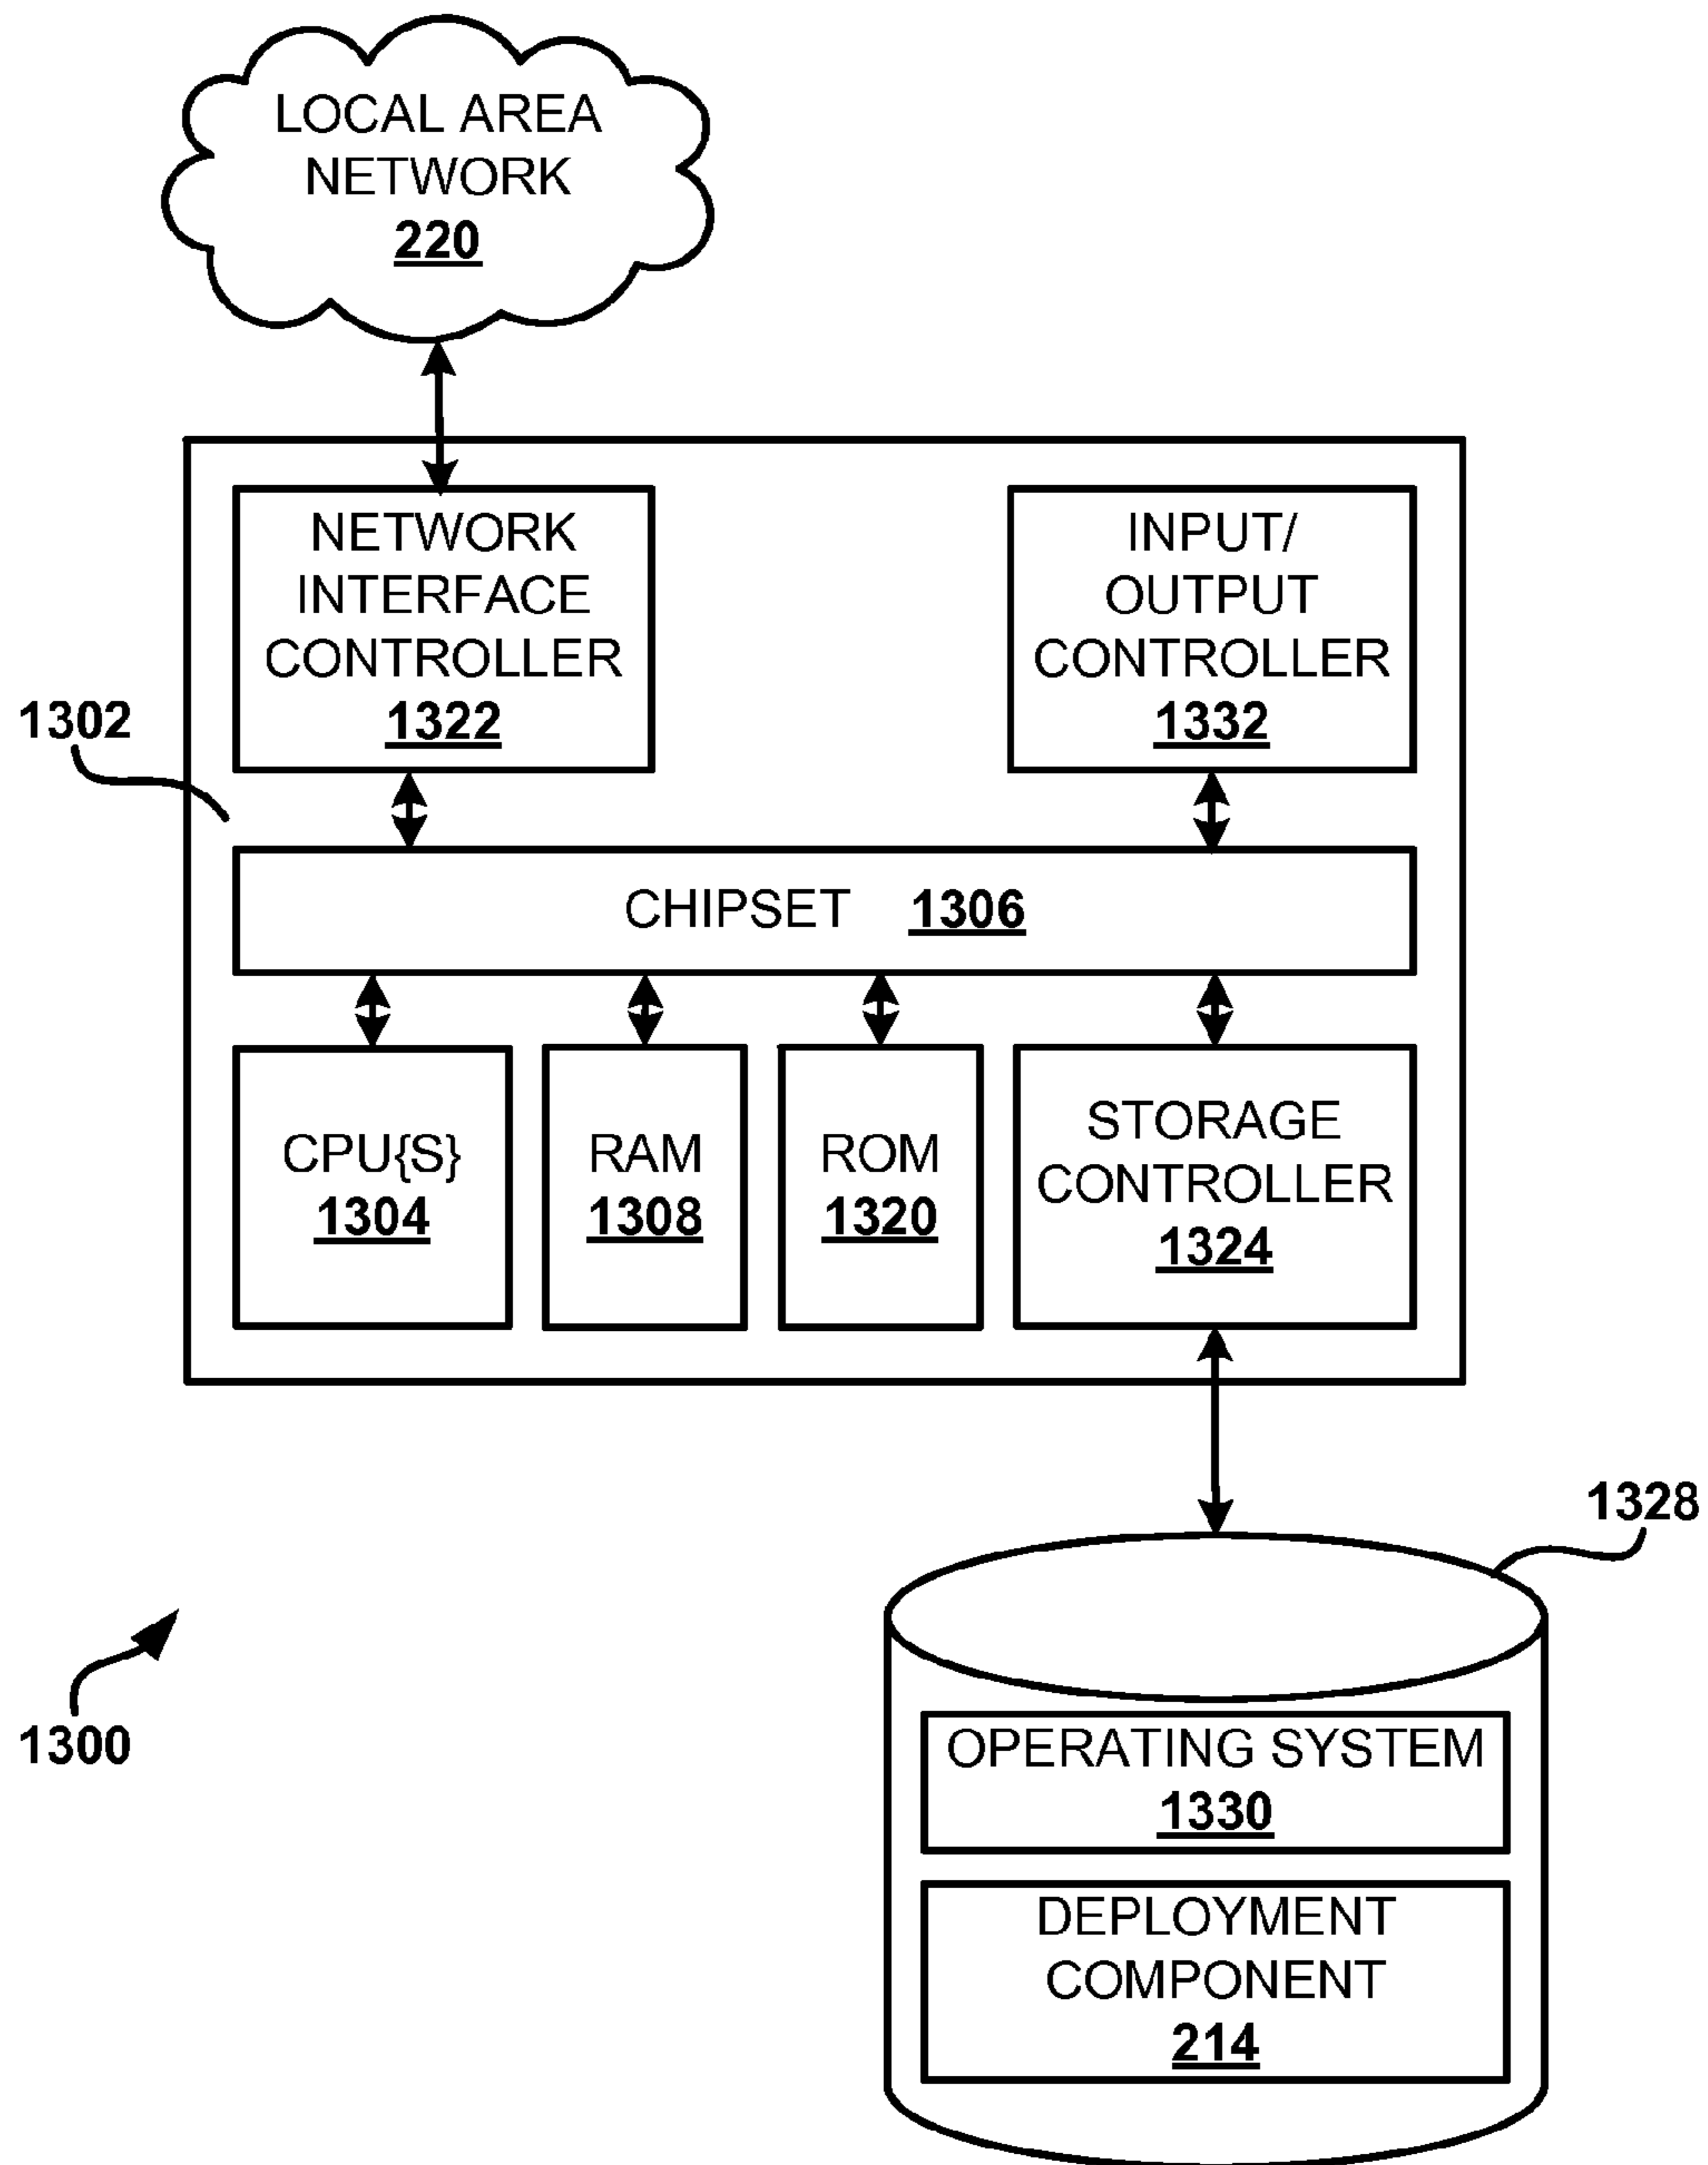 LOCAL AREA
NETWORK
220
NETWORK
INTERFACE
CONTROLLER
1322
INPUT/
OUTPUT
CONTROLLER
1332
1302
CHIPSET 1306
CPU{S}
1304
RAM
1308
ROM
1320
STORAGE
CONTROLLER
1324
1328
1300
OPERATING SYSTEM
1330
DEPLOYMENT
COMPONENT
214